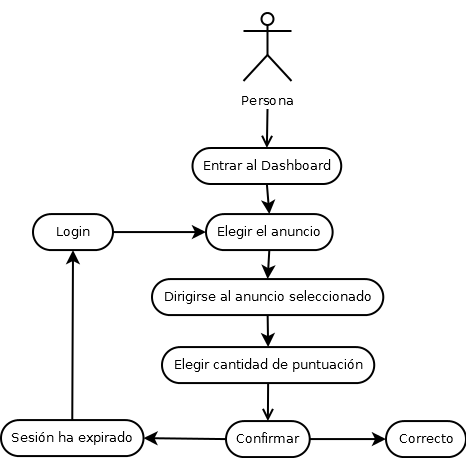 Persona
Entrar al Dashboard
Login
Elegir el anuncio
Dirigirse al anuncio seleccionado
Elegir cantidad de puntuación
Sesión ha expirado
Confirmar
Correcto